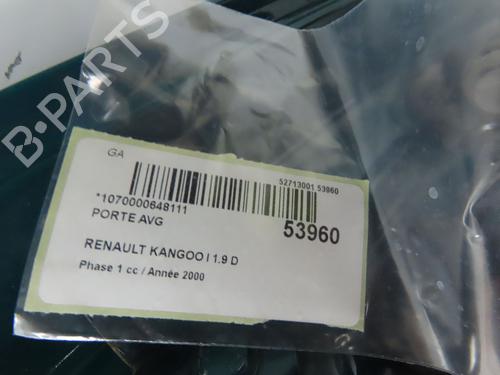 B-PARTS
GA
52713001 53960
*1070000648111
PORTE AVG
53960
RENAULT KANGOO I 1.9 D
Phase 1 cc / Année 2000